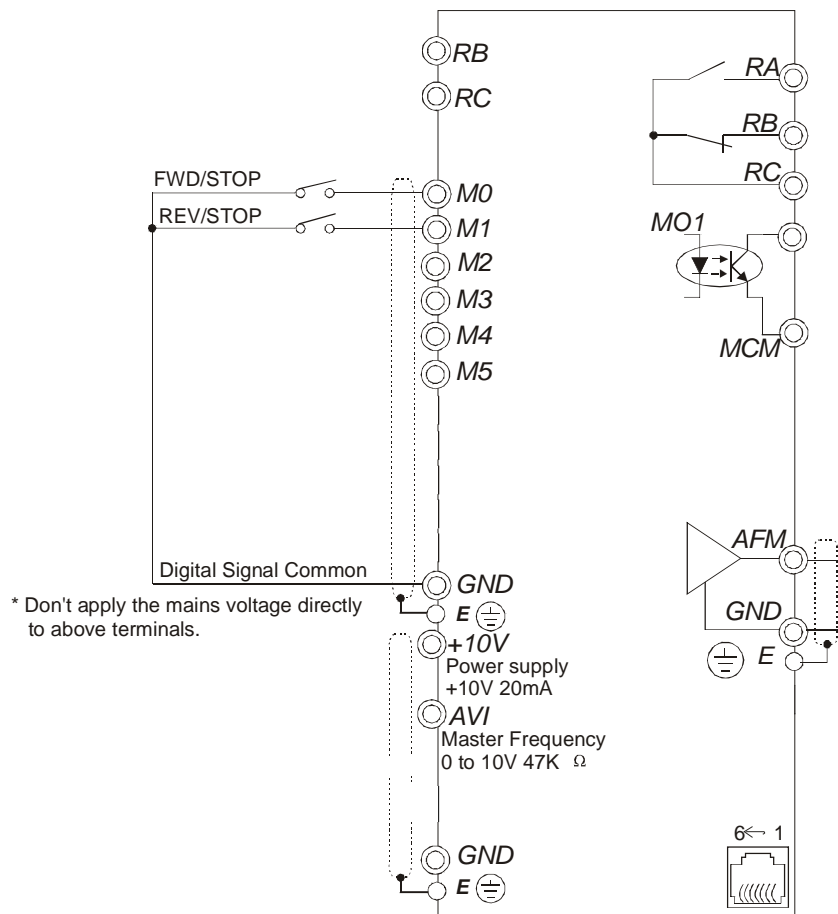 RB
RC
FWD/STOP
M0
REV/STOP
M1
M2
M3
M4
M5
Digital Signal Common
GND
* Don't apply the mains voltage directly
to above terminals.
E
+10V
Power supply
+10V 20mA
AVI
Master Frequency
0 to 10V 47K Ω
GND
E
RA
RB
RC
MO1
MCM
AFM
GND
E
6← 1